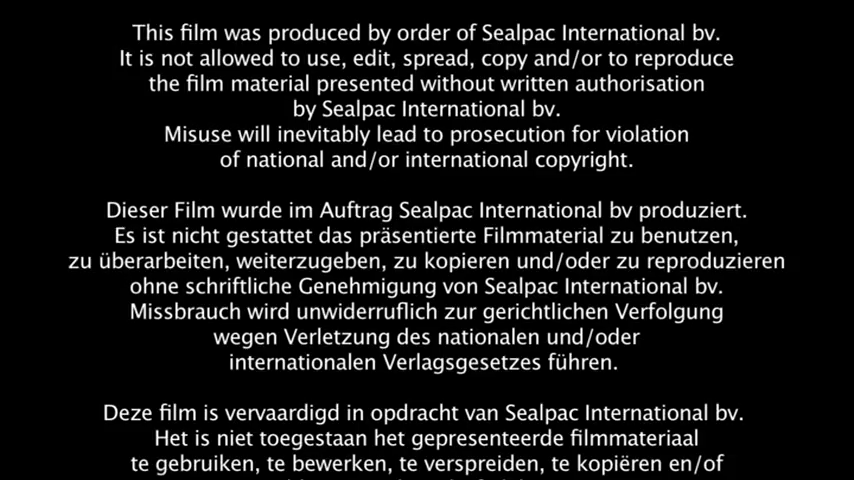 This film was produced by order of Sealpac International bv.
It is not allowed to use, edit, spread, copy and/or to reproduce
the film material presented without written authorisation
by Sealpac International bv.
Misuse will inevitably lead to prosecution for violation
of national and/or international copyright.
Dieser Film wurde im Auftrag Sealpac International bv produziert.
Es ist nicht gestattet das präsentierte Filmmaterial zu benutzen,
zu überarbeiten, weiterzugeben, zu kopieren und/oder zu reproduzieren
ohne schriftliche Genehmigung von Sealpac International bv.
Missbrauch wird unwiderruflich zur gerichtlichen Verfolgung
wegen Verletzung des nationalen und/oder
internationalen Verlagsgesetzes führen.
Deze film is vervaardigd in opdracht van Sealpac International bv.
Het is niet toegestaan het gepresenteerde filmmateriaal
te gebruiken, te bewerken, te verspreiden, te kopiëren en/of